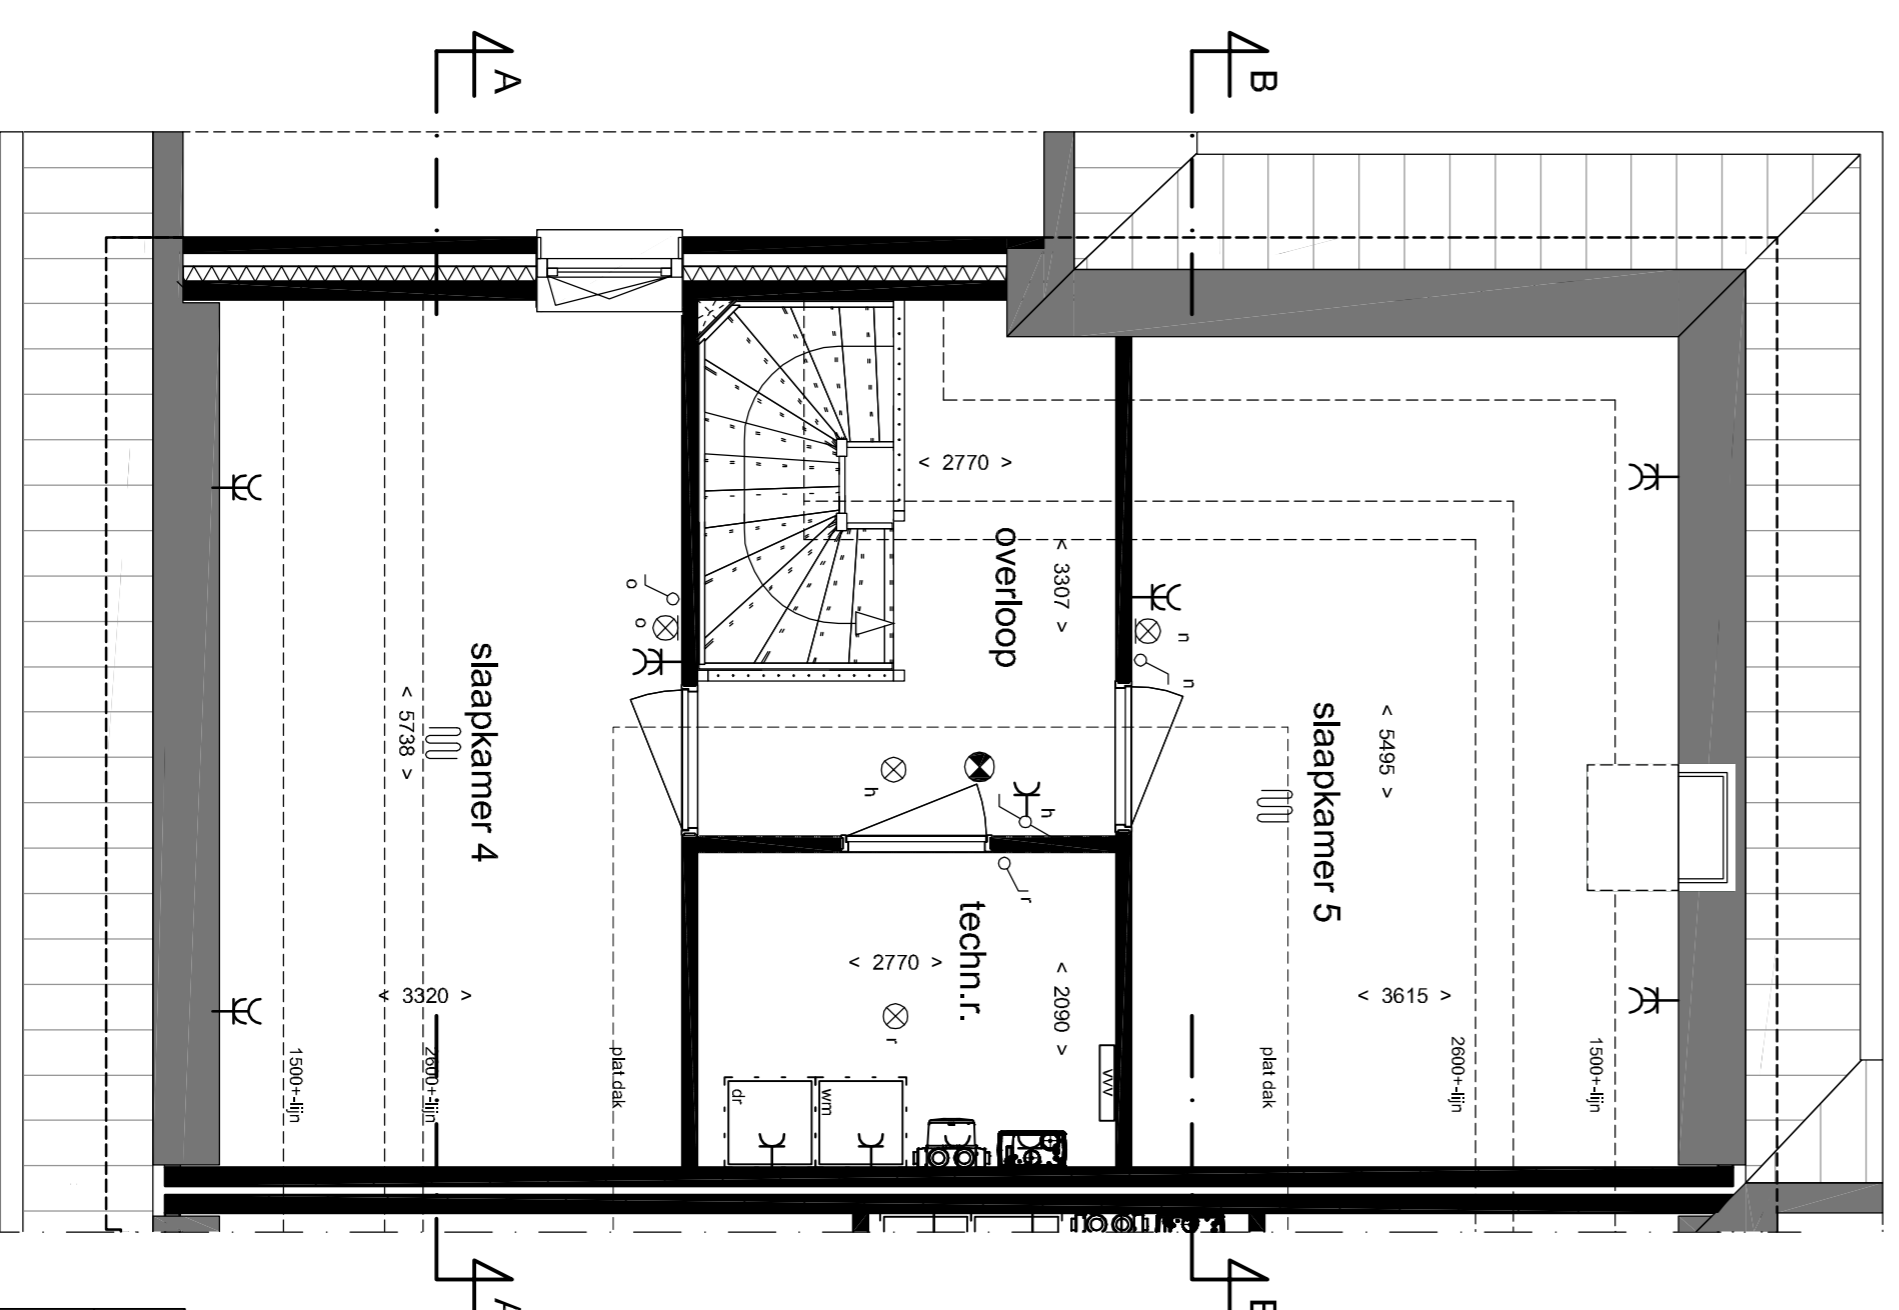 A
B
< 2770 >
overloop
< 3307 >
o
o
n
n
slaapkamer 4
< 5738 >
slaapkamer 5
< 5495 >
h
h
r
techn.r.
< 2770 >
< 2090 >
r
< 3320 >
< 3615 >
1500+-lijn
2600+-lijn
plat dak
dr
wm
vvv
plat dak
2600+-lijn
1500+-lijn
A
B